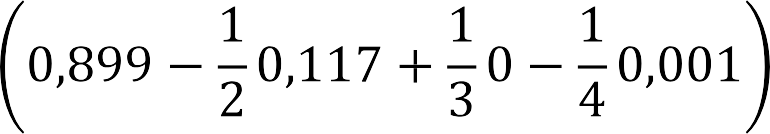 (0,899 − 1/2 0,117 + 1/3 0 − 1/4 0,001)